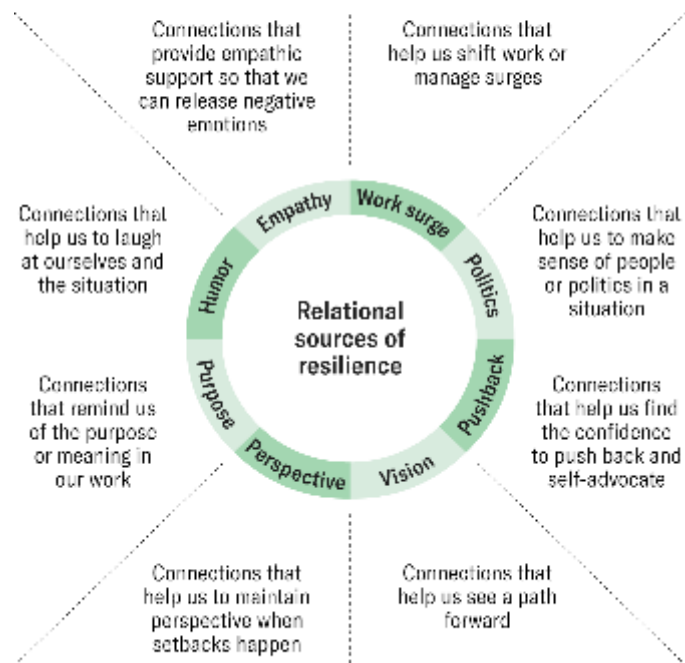 Connections that
provide empathic
support so that we
can release negative
emotions
Connections that
help us shift work or
manage surges
Connections that
help us to laugh
at ourselves and
the situation
Connections that
help us to make
sense of people
or politics in a
situation
Empathy
Work surge
Humor
Politics
Relational
sources of
resilience
Purpose
Pushback
Perspective
Vision
Connections
that remind us
of the purpose
or meaning in
our work
Connections
that help us find
the confidence
to push back and
self-advocate
Connections that
help us to maintain
perspective when
setbacks happen
Connections that
help us see a path
forward